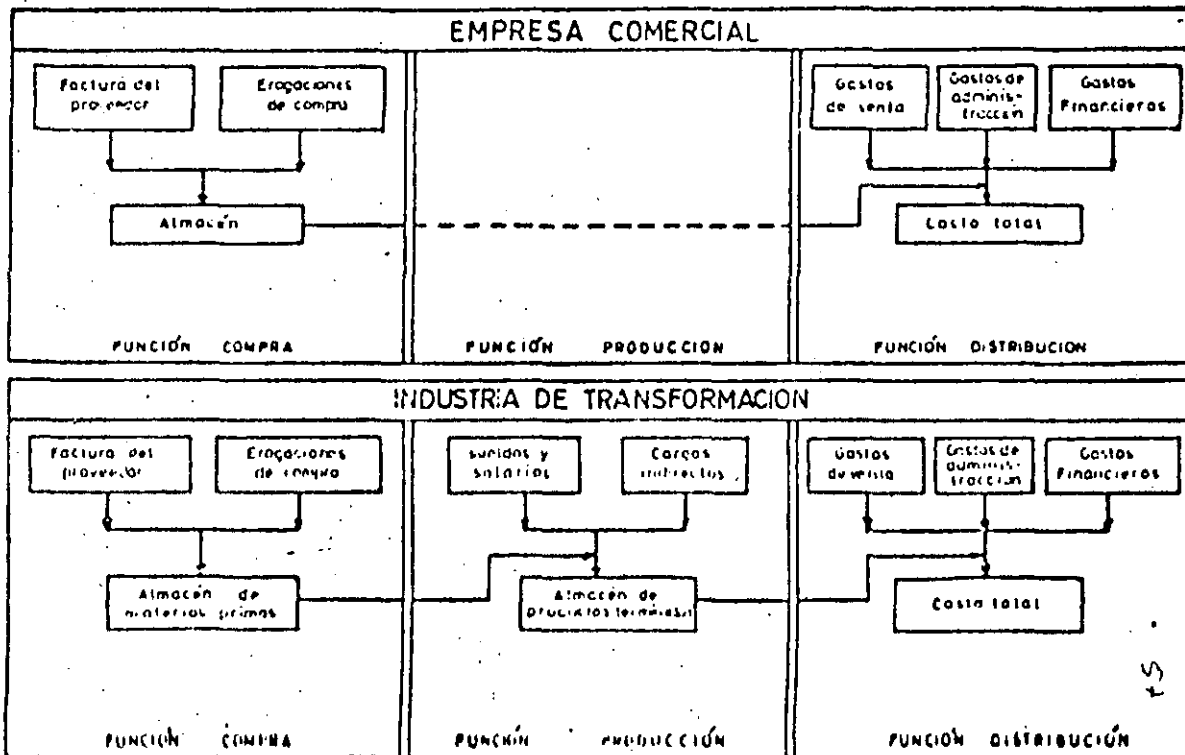 EMPRESA COMERCIAL
Factura del
proveedor
Erogaciones
de compra
Almacén
FUNCIÓN COMPRA
FUNCIÓN PRODUCCION
Gastos
de venta
Gastos de
adminis-
tracción
Gastos
Financieros
Costo total
FUNCIÓN DISTRIBUCION
INDUSTRIA DE TRANSFORMACION
Factura del
proveedor
Erogaciones
de compra
Almacén de
materias primas
FUNCIÓN COMPRA
Sueldos y
salarios
Cargos
indirectos
Almacén de
productos
FUNCIÓN PRODUCCIÓN
Gastos
de venta
Gastos de
adminis-
tracción
Gastos
Financieros
Costo total
FUNCIÓN DISTRIBUCIÓN